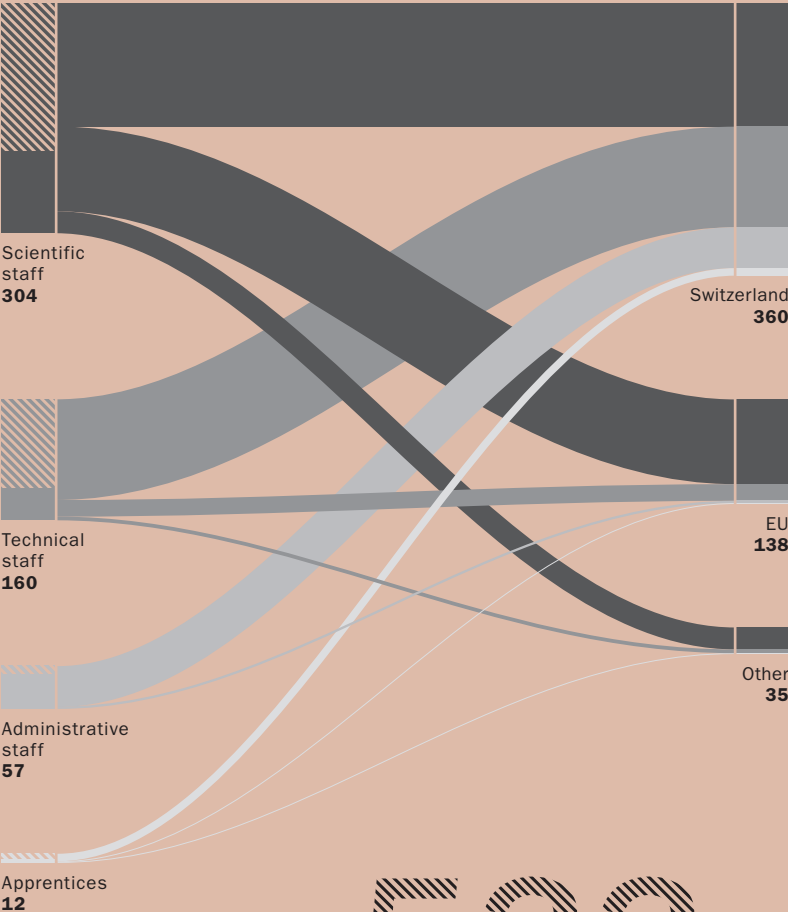 Scientific
staff
304
Switzerland
360
Technical
staff
160
EU
138
Other
35
Administrative
staff
57
Apprentices
12